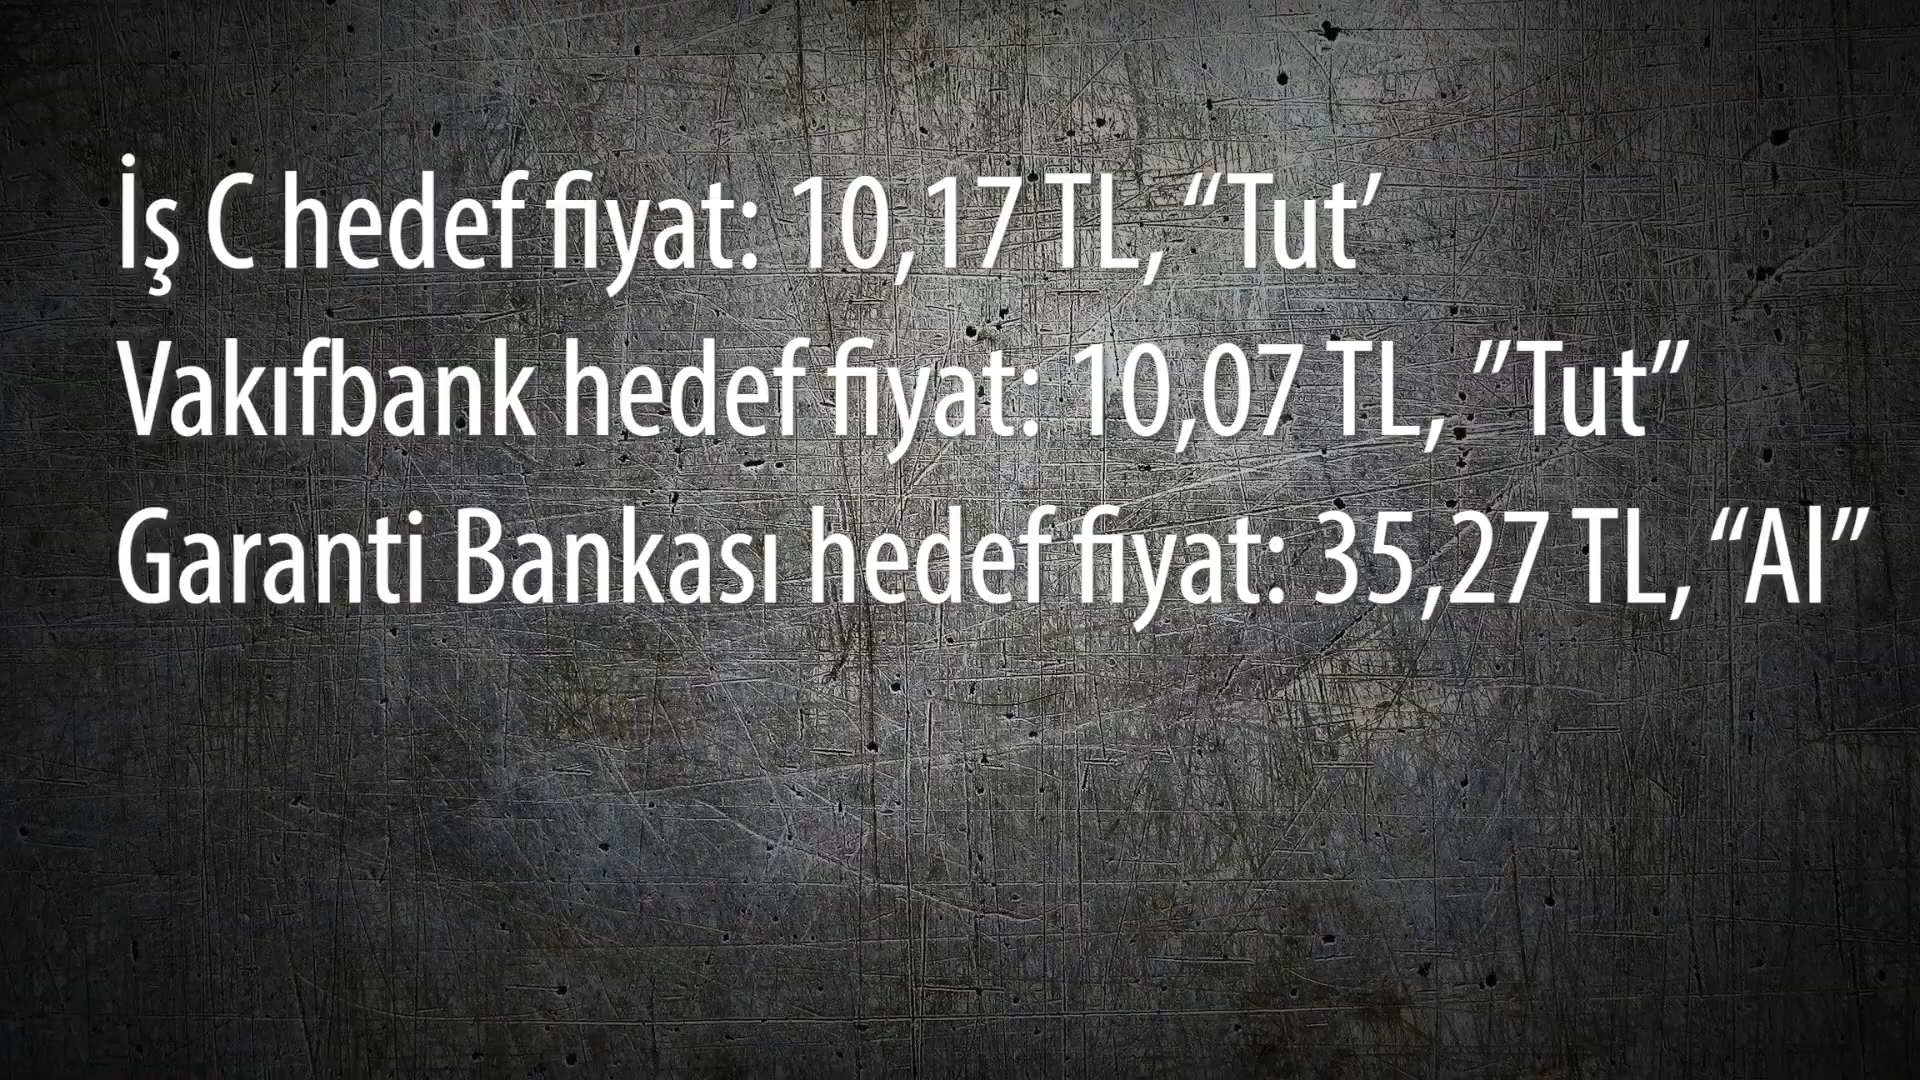 İş C hedef fiyat: 10,17 TL, “Tut’
Vakıfbank hedef fiyat: 10,07 TL, ”Tut”
Garanti Bankası hedef fiyat: 35,27 TL, “Al”